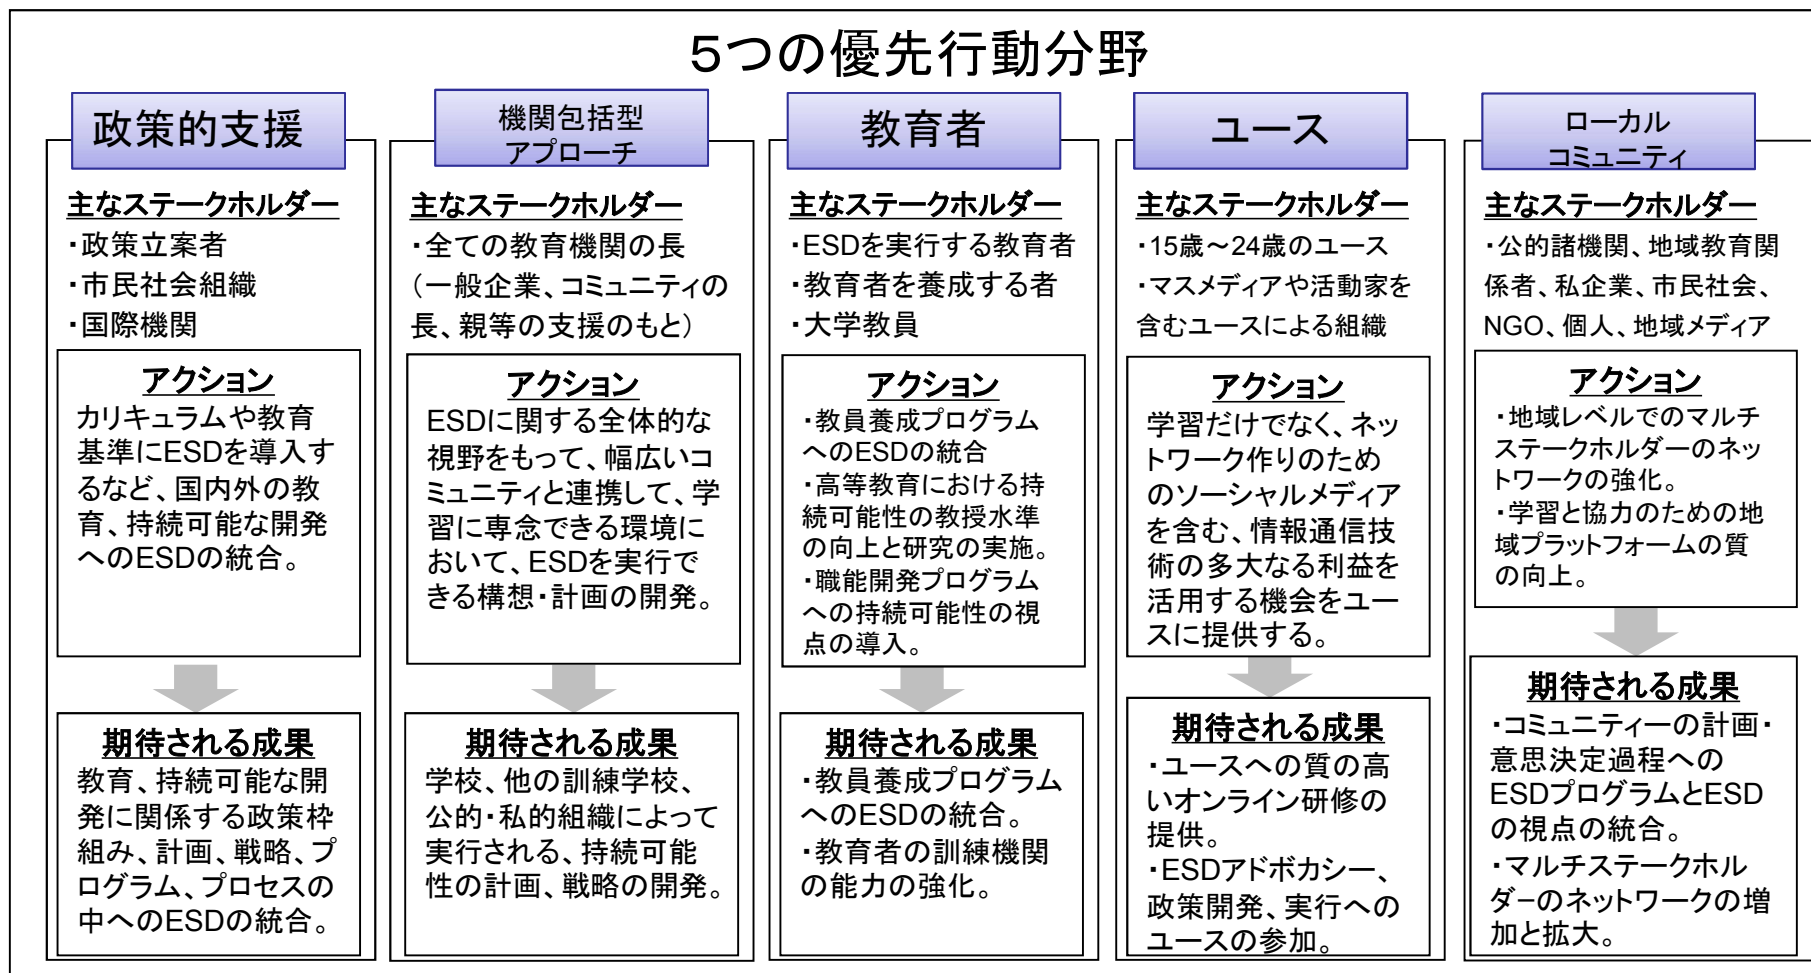 5つの優先行動分野
政策的支援
主なステークホルダー
・政策立案者
・市民社会組織
・国際機関
アクション
カリキュラムや教育
基準にESDを導入す
るなど、国内外の教
育、持続可能な開発
へのESDの統合。
期待される成果
教育、持続可能な開
発に関係する政策枠
組み、計画、戦略、プ
ログラム、プロセスの
中へのESDの統合。
機関包括型
アプローチ
主なステークホルダー
・全ての教育機関の長
(一般企業、コミュニティの
長、親等の支援のもと)
アクション
ESDに関する全体的な
視野をもって、幅広いコ
ミュニティと連携して、学
習に専念できる環境に
おいて、ESDを実行で
きる構想・計画の開発。
期待される成果
学校、他の訓練学校、
公的・私的組織によって
実行される、持続可能
性の計画、戦略の開発。
教育者
主なステークホルダー
・ESDを実行する教育者
・教育者を養成する者
・大学教員
アクション
・教員養成プログラム
へのESDの統合
・高等教育における持
続可能性の教授水準
の向上と研究の実施。
・職能開発プログラム
への持続可能性の視
点の導入。
期待される成果
・教員養成プログラム
へのESDの統合。
・教育者の訓練機関
の能力の強化。
ユース
主なステークホルダー
・15歳～24歳のユース
・マスメディアや活動家を
含むユースによる組織
アクション
学習だけでなく、ネッ
トワーク作りのため
のソーシャルメディア
を含む、情報通信技
術の多大なる利益を
活用する機会をユー
スに提供する。
期待される成果
・ユースへの質の高
いオンライン研修の
提供。
・ESDアドボカシー、
政策開発、実行への
ユースの参加。
ローカル
コミュニティ
主なステークホルダー
・公的諸機関、地域教育関
係者、私企業、市民社会、
NGO、個人、地域メディア
アクション
・地域レベルでのマルチ
ステークホルダーのネッ
トワークの強化。
・学習と協力のための地
域プラットフォームの質
の向上。
期待される成果
・コミュニティーの計画・
意思決定過程への
ESDプログラムとESD
の視点の統合。
・マルチステークホル
ダ−のネットワークの増
加と拡大。